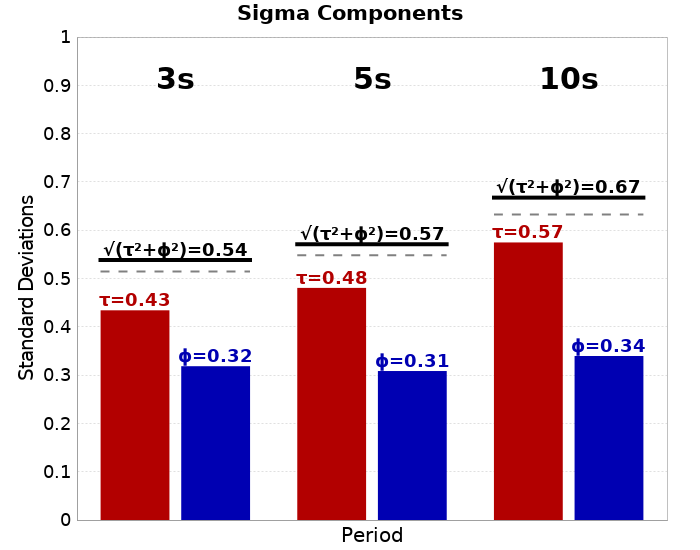 Sigma Components
1
0.9
0.8
0.7
0.6
0.5
0.4
0.3
0.2
0.1
0
Standard Deviations
3s
5s
10s
√(τ²+ϕ²)=0.54
τ=0.43
ϕ=0.32
√(τ²+ϕ²)=0.57
τ=0.48
ϕ=0.31
√(τ²+ϕ²)=0.67
τ=0.57
ϕ=0.34
Period